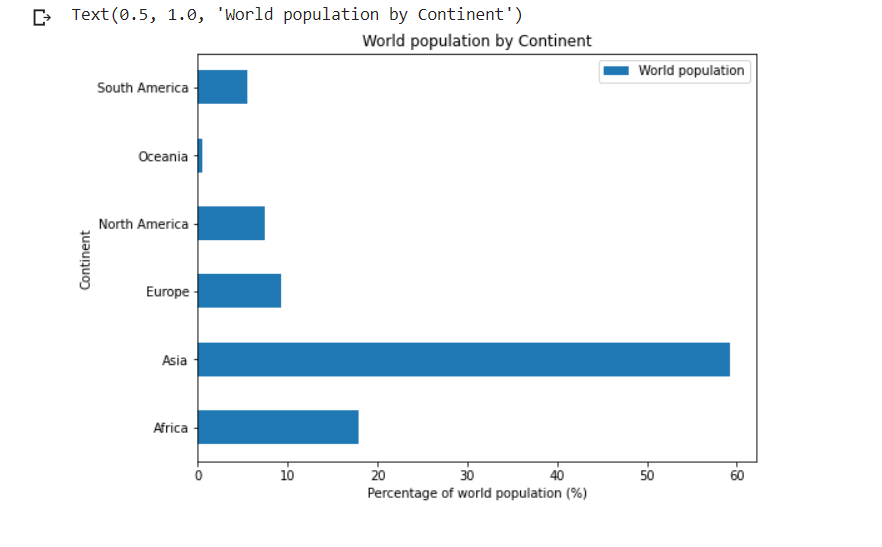 Text(0.5, 1.0, 'World population by Continent')
World population by Continent
World population
South America
Oceania
North America
Continent
Europe
Asia
Africa
0 10 20 30 40 50 60
Percentage of world population (%)